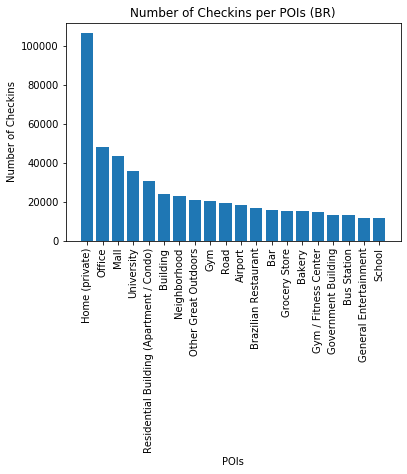 Number of Checkins per POIs (BR)
Number of Checkins
100000
80000
60000
40000
20000
0
Home (private)
Office
Mall
University
Residential Building (Apartment / Condo)
Building
Neighborhood
Other Great Outdoors
Gym
Road
Airport
Brazilian Restaurant
Bar
Grocery Store
Bakery
Gym / Fitness Center
Government Building
Bus Station
General Entertainment
School
POIs